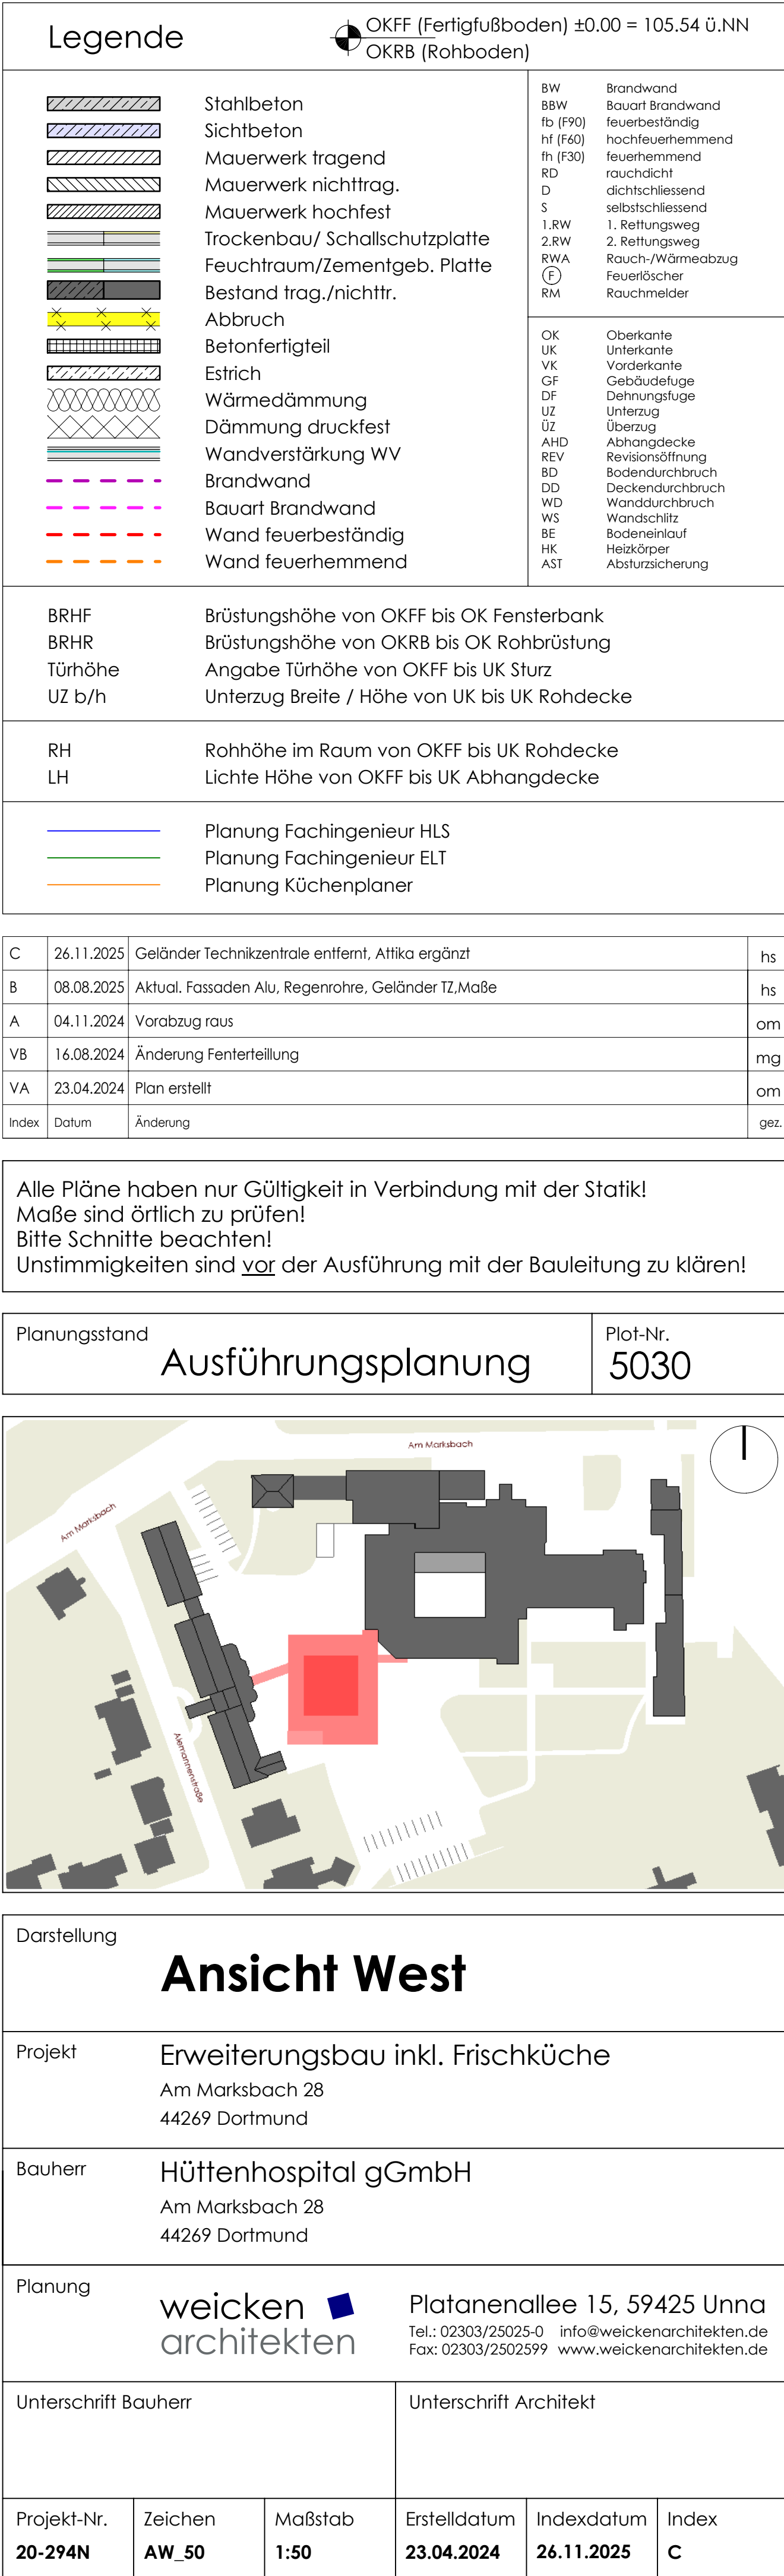 Legende
OKFF (Fertigfußboden) ±0.00 = 105.54 ü.NN
OKRB (Rohboden)
Stahlbeton
Sichtbeton
Mauerwerk tragend
Mauerwerk nichttrag.
Mauerwerk hochfest
Trockenbau/ Schallschutzplatte
Feuchtraum/Zementgeb. Platte
Bestand trag./nichttr.
Abbruch
Betonfertigteil
Estrich
Wärmedämmung
Dämmung druckfest
Wandverstärkung WV
Brandwand
Bauart Brandwand
Wand feuerbeständig
Wand feuerhemmend
BW Brandwand
BBW Bauart Brandwand
fb (F90) feuerbeständig
hf (F60) hochfeuerhemmend
fh (F30) feuerhemmend
RD rauchdicht
D dichtschliessend
S selbstschliessend
1.RW 1. Rettungsweg
2.RW 2. Rettungsweg
RWA Rauch-/Wärmeabzug
F Feuerlöscher
RM Rauchmelder
OK Oberkante
UK Unterkante
VK Vorderkante
GF Gebäudefuge
DF Dehnungsfuge
UZ Unterzug
ÜZ Überzug
AHD Abhangdecke
REV Revisionsöffnung
BD Bodendurchbruch
DD Deckendurchbruch
WD Wanddurchbruch
WS Wandschlitz
BE Bodeneinlauf
HK Heizkörper
AST Absturzsicherung
BRHF Brüstungshöhe von OKFF bis OK Fensterbank
BRHR Brüstungshöhe von OKRB bis OK Rohbrüstung
Türhöhe Angabe Türhöhe von OKFF bis UK Sturz
UZ b/h Unterzug Breite / Höhe von UK bis UK Rohdecke
RH Rohhöhe im Raum von OKFF bis UK Rohdecke
LH Lichte Höhe von OKFF bis UK Abhangdecke
Planung Fachingenieur HLS
Planung Fachingenieur ELT
Planung Küchenplaner
C 26.11.2025 Geländer Technikzentrale entfernt, Attika ergänzt hs
B 08.08.2025 Aktual. Fassaden Alu, Regenrohre, Geländer TZ,Maße hs
A 04.11.2024 Vorabzug raus om
VB 16.08.2024 Änderung Fenterteillung mg
VA 23.04.2024 Plan erstellt om
Index Datum Änderung gez.
Alle Pläne haben nur Gültigkeit in Verbindung mit der Statik!
Maße sind örtlich zu prüfen!
Bitte Schnitte beachten!
Unstimmigkeiten sind vor der Ausführung mit der Bauleitung zu klären!
Planungsstand
Ausführungsplanung
Plot-Nr.
5030
Am Marksbach
Am Marksbach
Alemannenstraße
Darstellung
Ansicht West
Projekt
Erweiterungsbau inkl. Frischküche
Am Marksbach 28
44269 Dortmund
Bauherr
Hüttenhospital gGmbH
Am Marksbach 28
44269 Dortmund
Planung
weicken
architekten
Platanenallee 15, 59425 Unna
Tel.: 02303/25025-0 info@weickenarchitekten.de
Fax: 02303/2502599 www.weickenarchitekten.de
Unterschrift Bauherr
Unterschrift Architekt
Projekt-Nr. Zeichen Maßstab Erstelldatum Indexdatum Index
20-294N AW_50 1:50 23.04.2024 26.11.2025 C